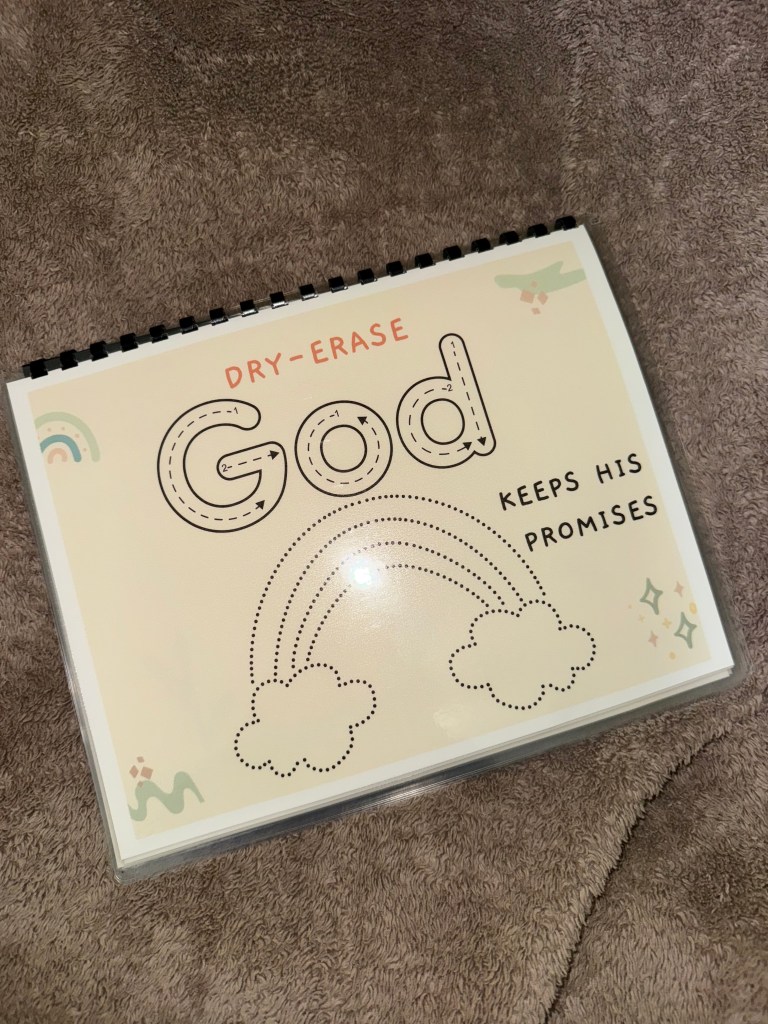 DRY-ERASE
God
KEEPS HIS
PROMISES